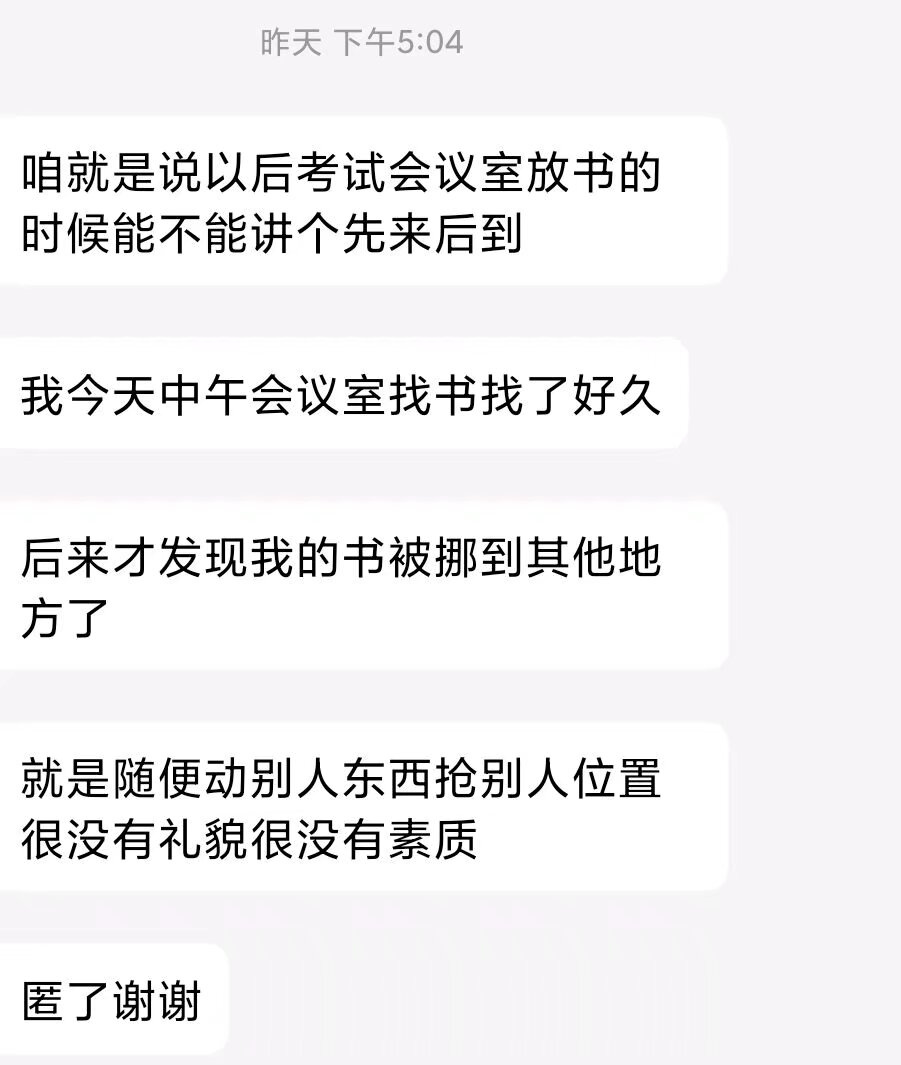 昨天 下午5:04
咱就是说以后考试会议室放书的
时候能不能讲个先来后到
我今天中午会议室找书找了好久
后来才发现我的书被挪到其他地
方了
就是随便动别人东西抢别人位置
很没有礼貌很没有素质
匿了谢谢